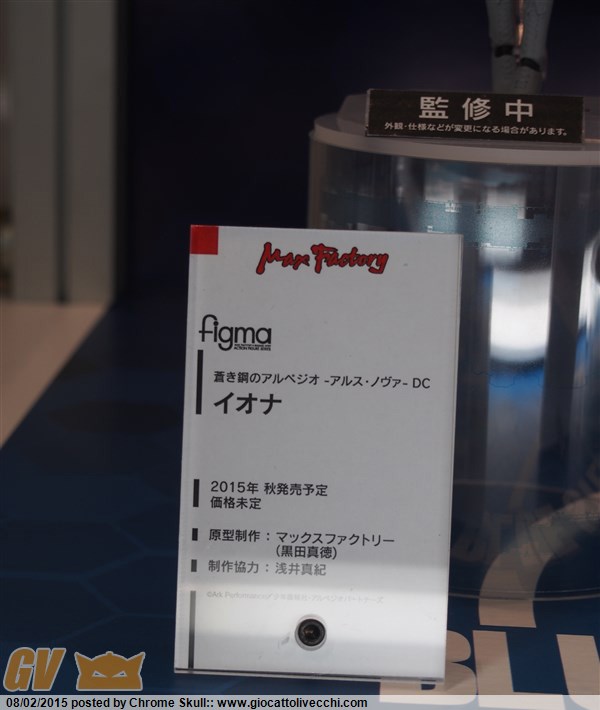 監修中
外観・仕様などが変更になる場合があります。
Max Factory
figma
蒼き鋼のアルペジオ -アルス・ノヴァ- DC
イオナ
2015年 秋発売予定
価格未定
原型制作：マックスファクトリー
（黒田真徳）
制作協力：浅井真紀
BLU
GV
08/02/2015 posted by Chrome Skull:: www.giocattolivecchi.com